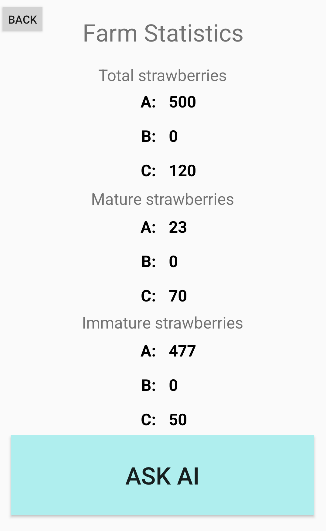 BACK
Farm Statistics
Total strawberries
A: 500
B: 0
C: 120
Mature strawberries
A: 23
B: 0
C: 70
Immature strawberries
A: 477
B: 0
C: 50
ASK AI